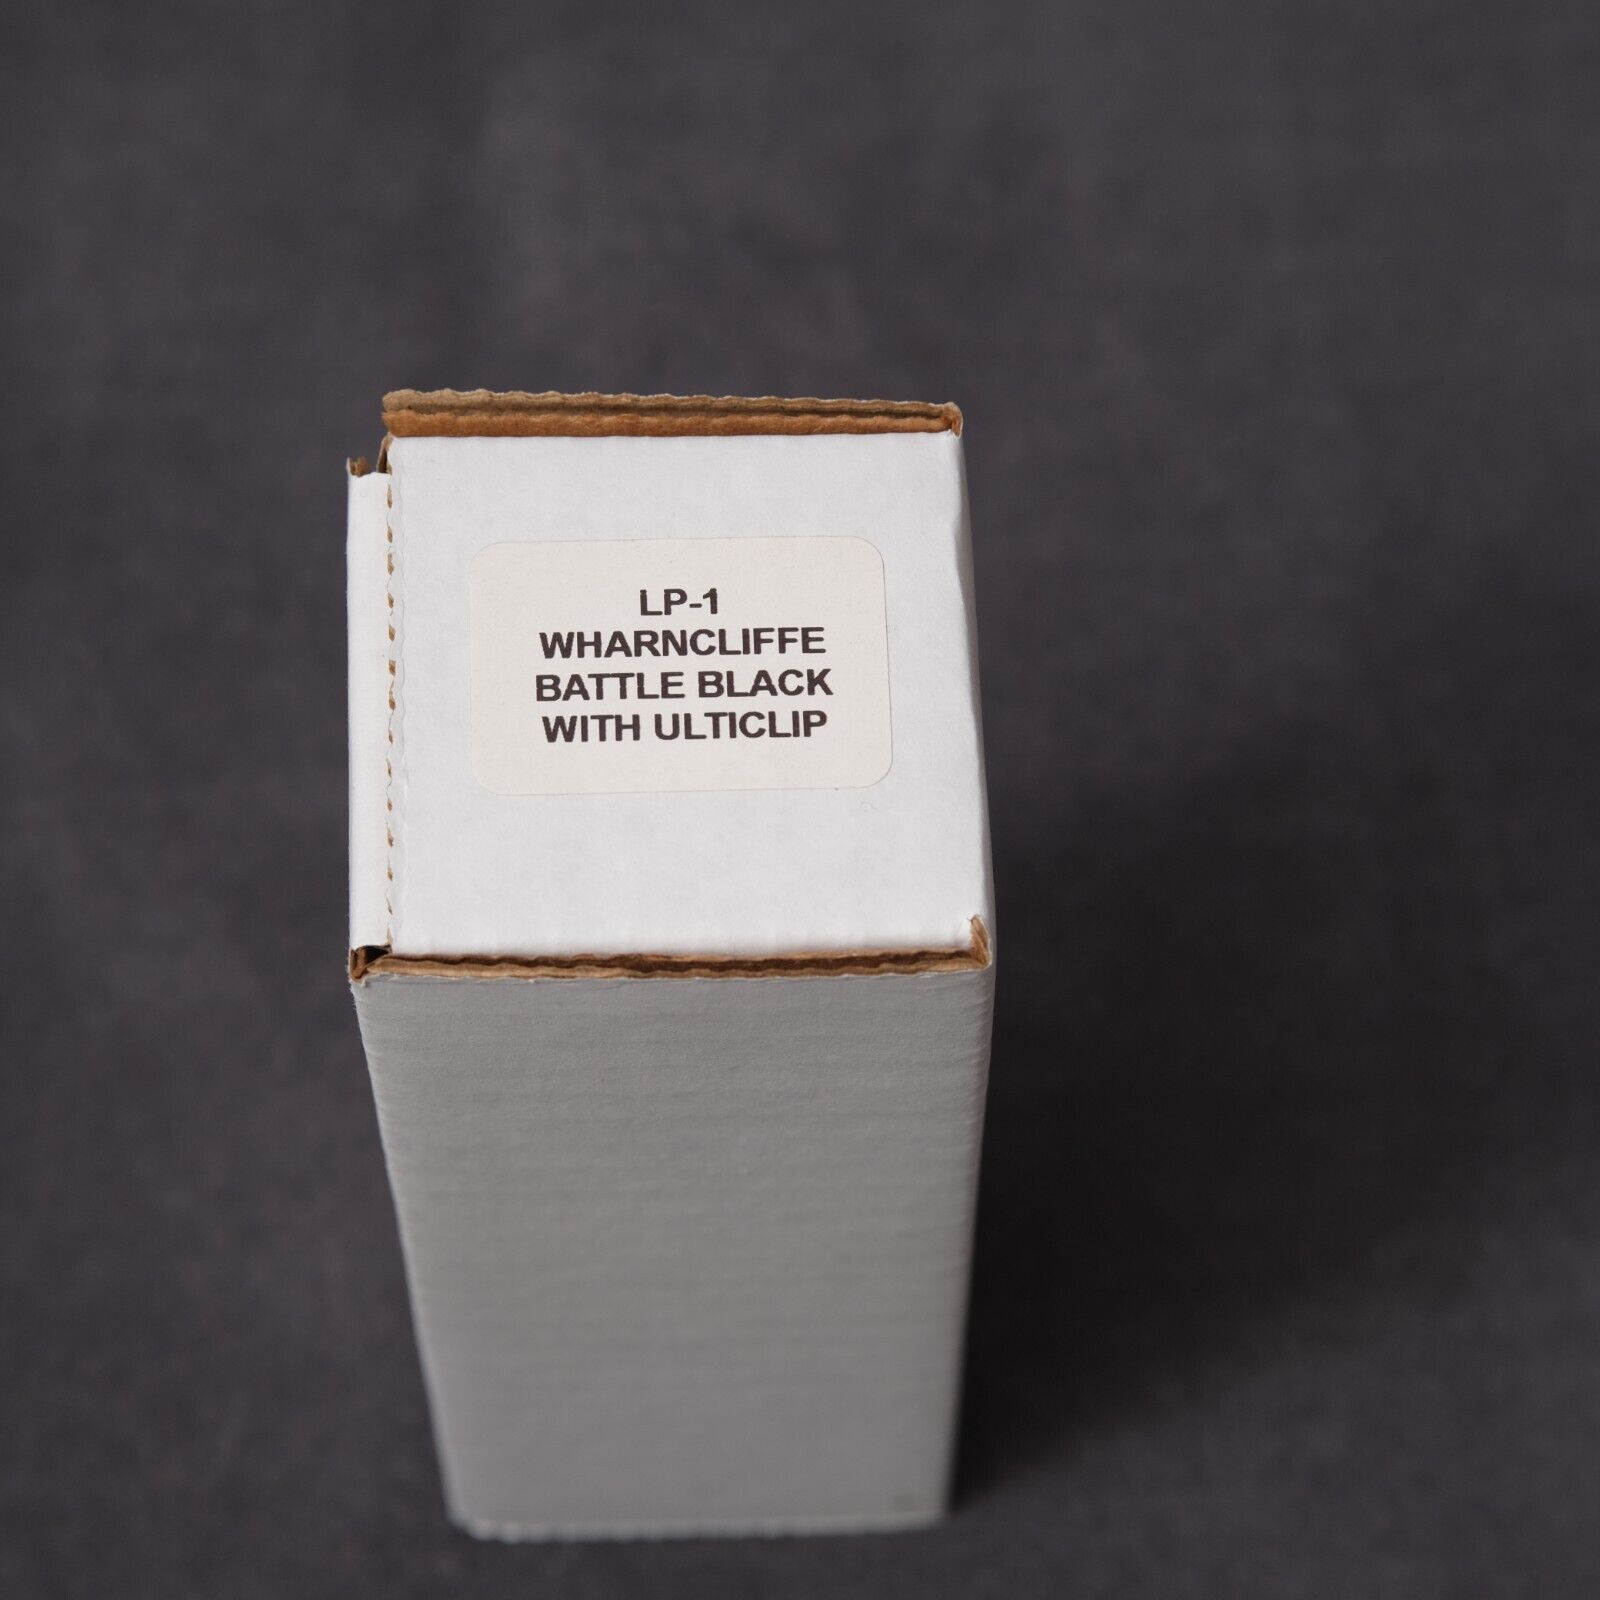 LP-1
WHARNCLIFFE
BATTLE BLACK
WITH ULTICLIP